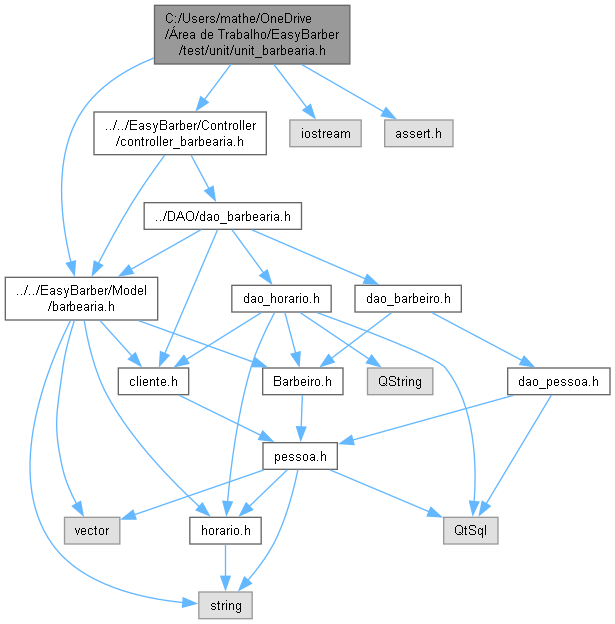 C:/Users/mathe/OneDrive
/Área de Trabalho/EasyBarber
/test/unit/unit_barbearia.h
../../EasyBarber/Controller
/controller_barbearia.h
iostream
assert.h
../DAO/dao_barbearia.h
../../EasyBarber/Model
/barbearia.h
dao_horario.h
dao_barbeiro.h
cliente.h
Barbeiro.h
QString
dao_pessoa.h
pessoa.h
vector
horario.h
QtSql
string